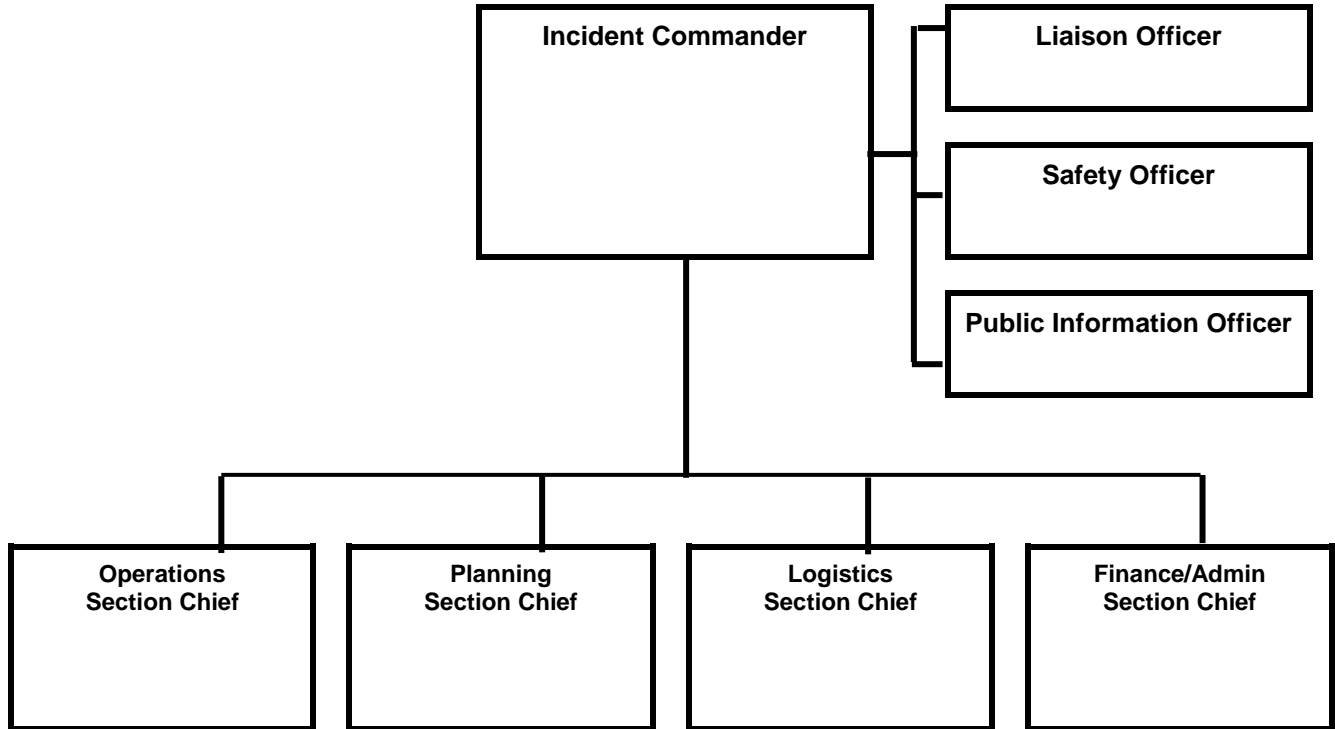 Incident Commander
Liaison Officer
Safety Officer
Public Information Officer
Operations
Section Chief
Planning
Section Chief
Logistics
Section Chief
Finance/Admin
Section Chief